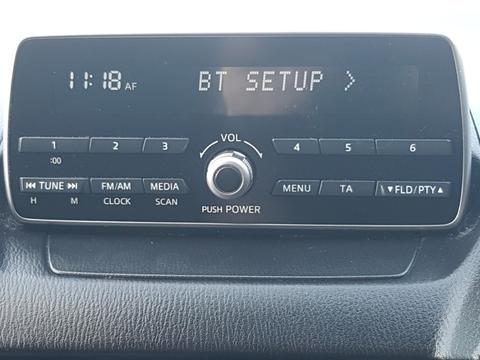 11:18 AF BT SETUP >
VOL
1 2 3 4 5 6
:00
⏮ TUNE ⏭ FM/AM MEDIA MENU TA ▼FLD/PTY▲
H M CLOCK SCAN PUSH POWER